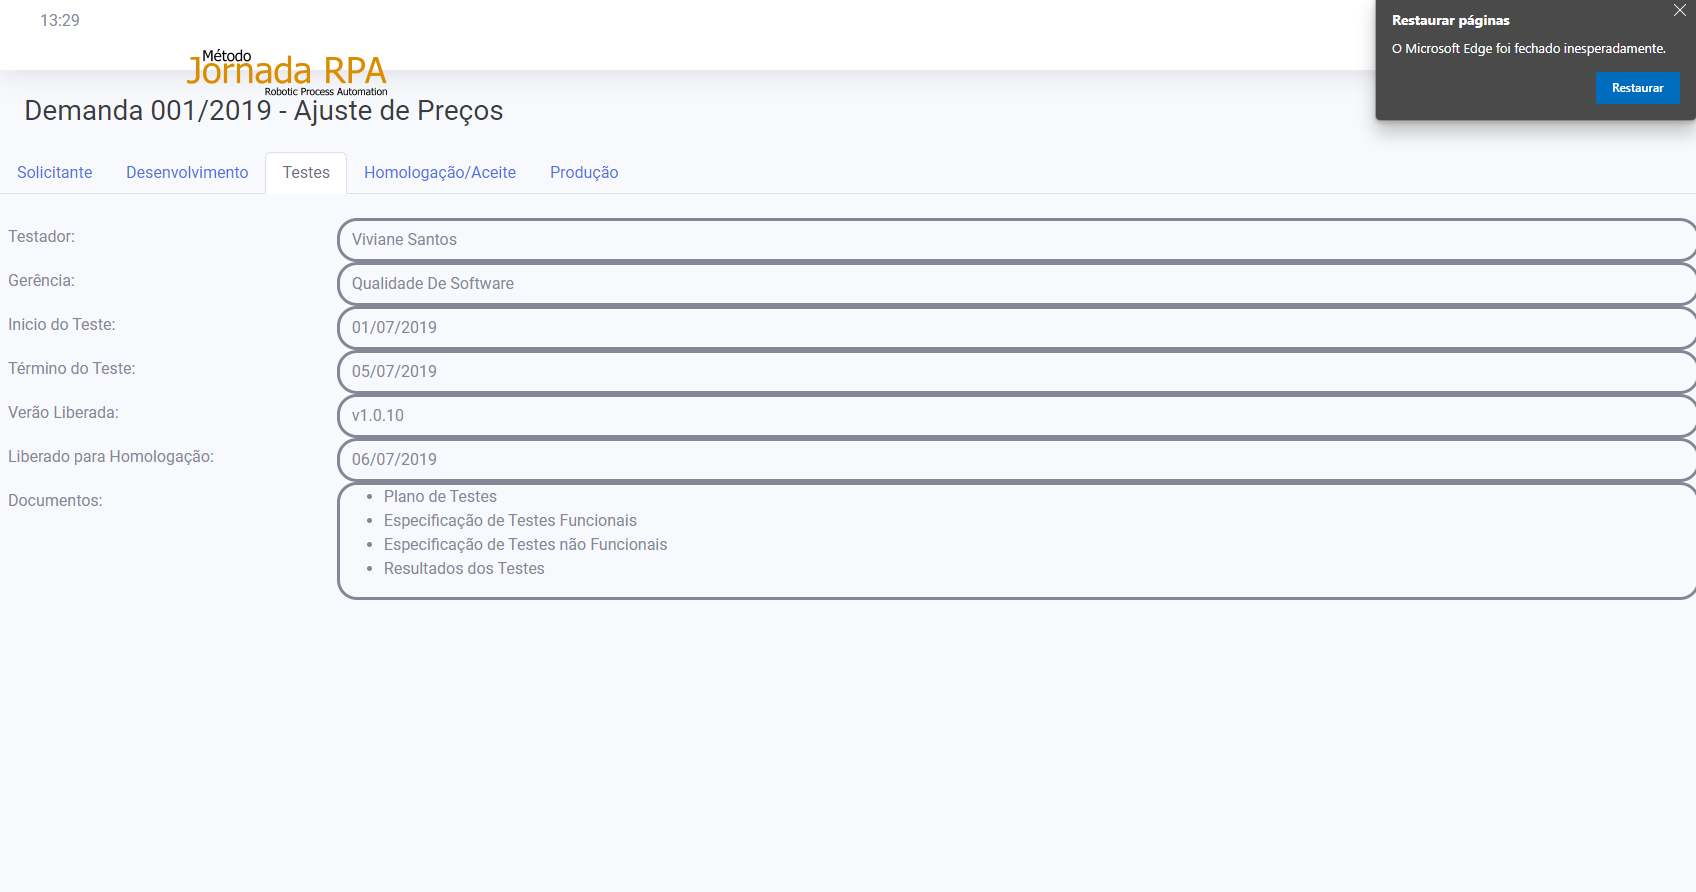 13:29
Método
Jornada RPA
Robotic Process Automation
Restaurar páginas
O Microsoft Edge foi fechado inesperadamente.
Restaurar
Demanda 001/2019 - Ajuste de Preços
Solicitante Desenvolvimento Testes Homologação/Aceite Produção
Testador: Viviane Santos
Gerência: Qualidade De Software
Inicio do Teste: 01/07/2019
Término do Teste: 05/07/2019
Verão Liberada: v1.0.10
Liberado para Homologação: 06/07/2019
Documentos:
• Plano de Testes
• Especificação de Testes Funcionais
• Especificação de Testes não Funcionais
• Resultados dos Testes